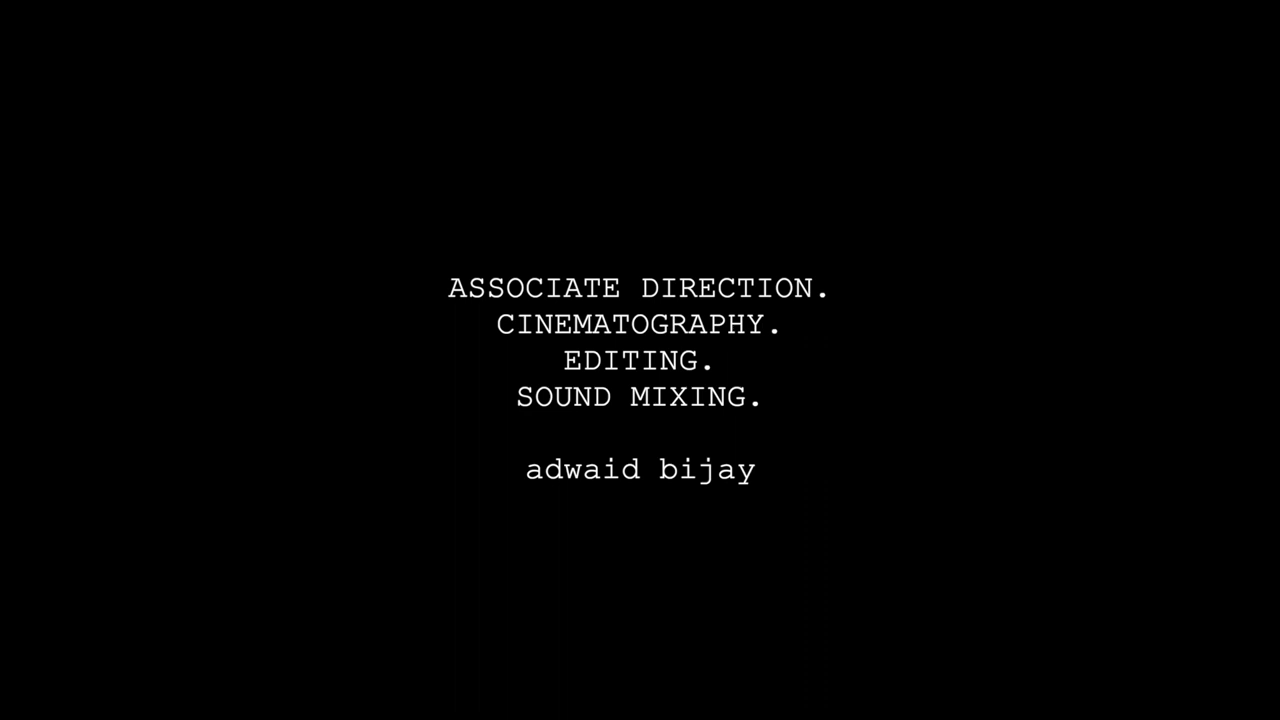 ASSOCIATE DIRECTION.
CINEMATOGRAPHY.
EDITING.
SOUND MIXING.
adwaid bijay